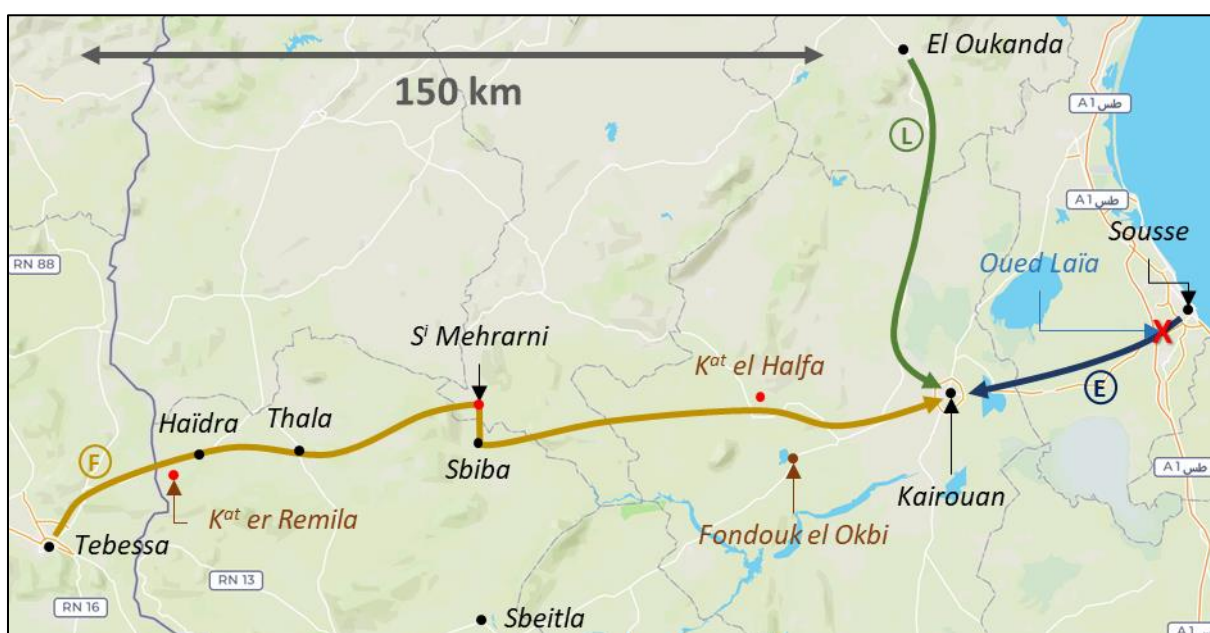 El Oukanda
150 km
A1 طس
L
A1 طس
Sousse
RN 88
Oued Laïa
X
Sⁱ Mehrarni
Kᵃᵗ el Halfa
E
Haïdra
Thala
F
Sbiba
Kairouan
A1 طس
Kᵃᵗ er Remila
Fondouk el Okbi
Tebessa
RN 13
RN 16
Sbeitla
A1